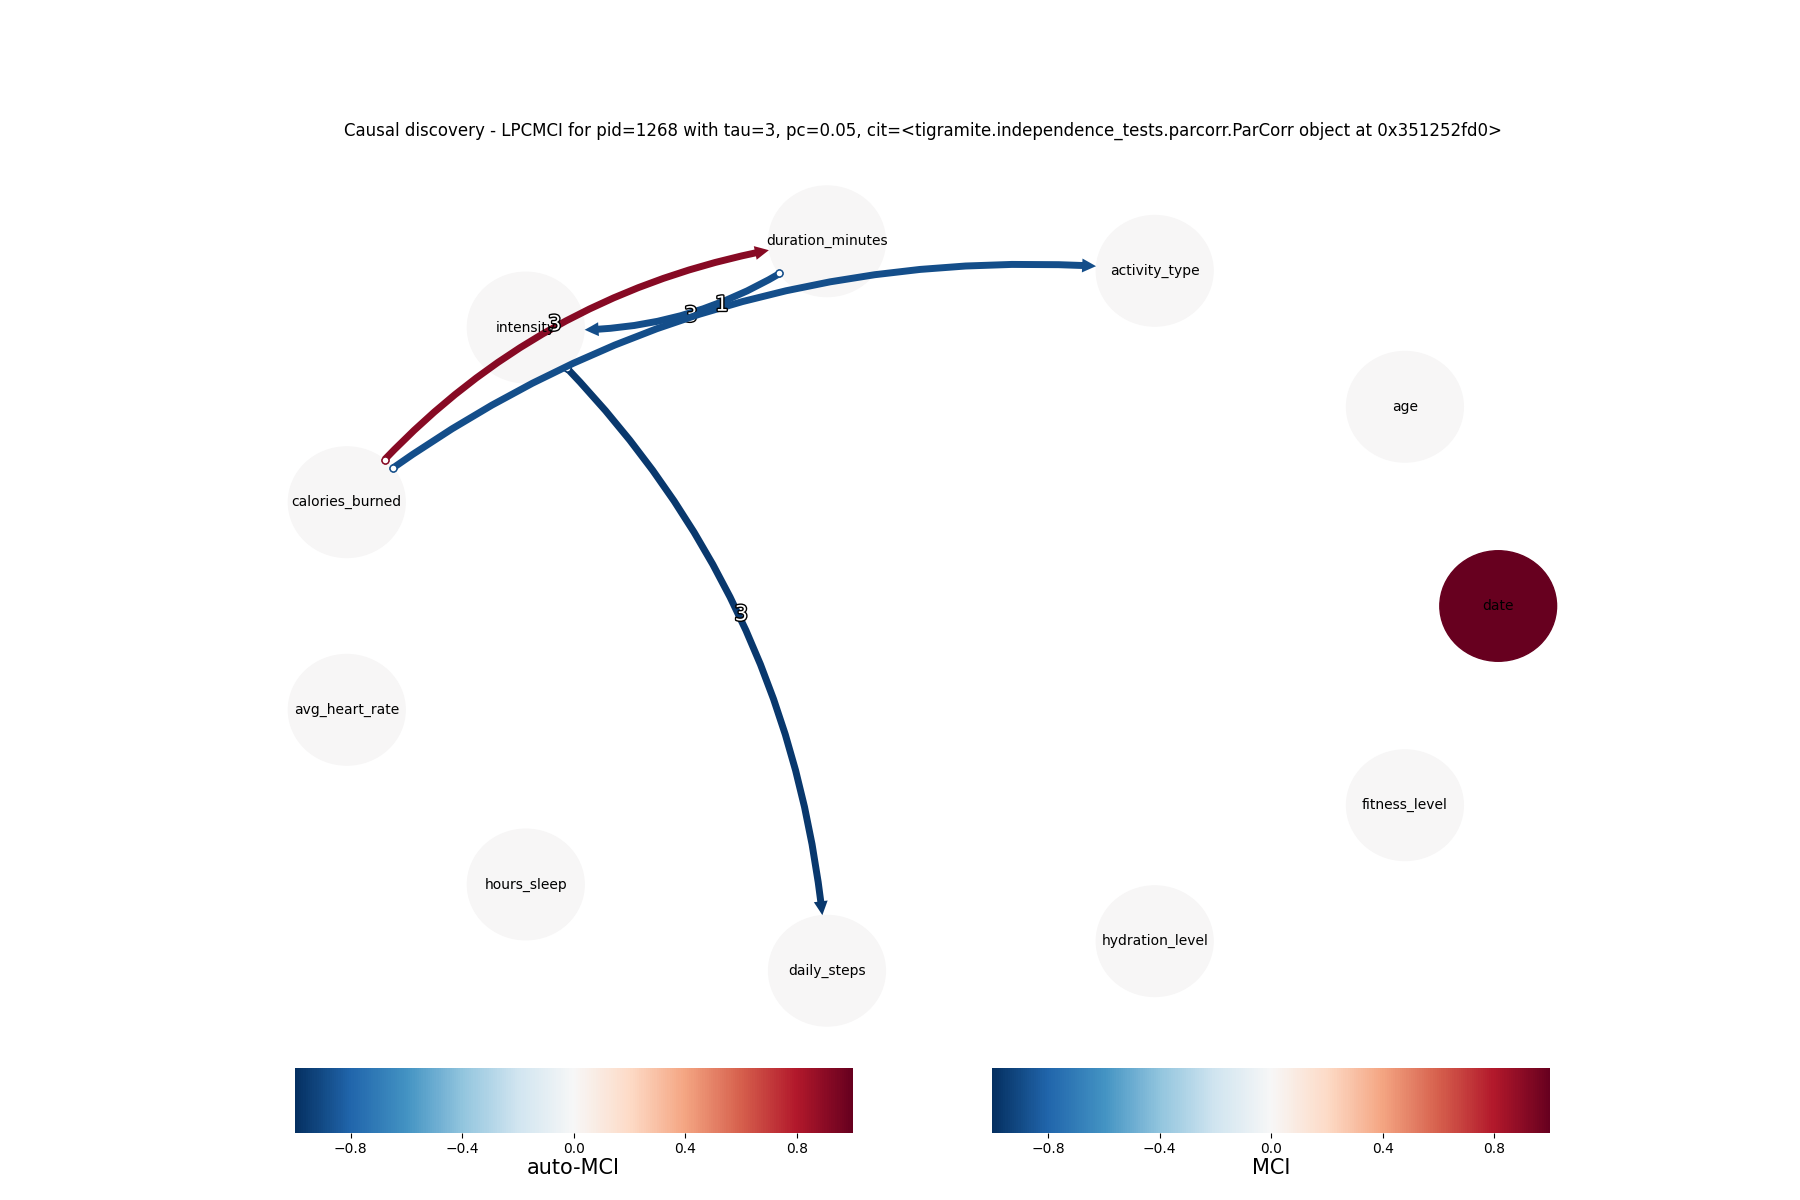 Causal discovery - LPCMCI for pid=1268 with tau=3, pc=0.05, cit=<tigramite.independence_tests.parcorr.ParCorr object at 0x351252fd0>
duration_minutes
activity_type
1
3
intensity
3
age
calories_burned
date
3
avg_heart_rate
fitness_level
hours_sleep
hydration_level
daily_steps
−0.8 −0.4 0.0 0.4 0.8
auto-MCI
−0.8 −0.4 0.0 0.4 0.8
MCI